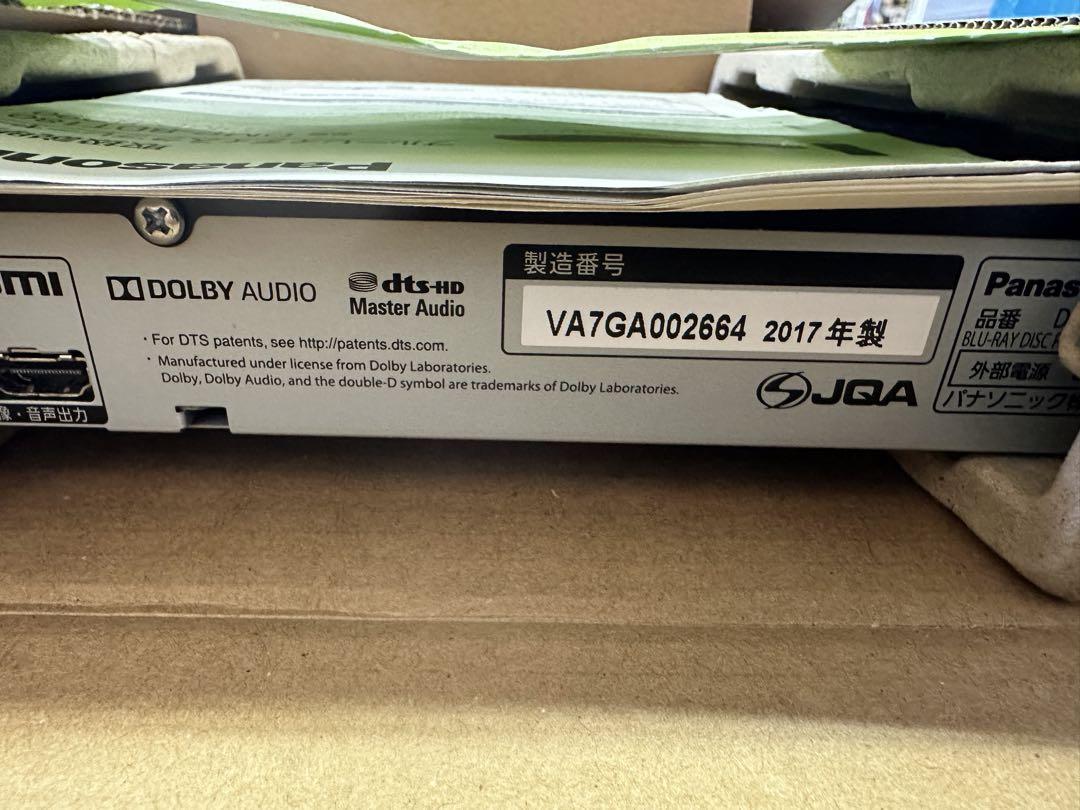 Panason
DOLBY AUDIO
dts-HD
Master Audio
・For DTS patents, see http://patents.dts.com.
・Manufactured under license from Dolby Laboratories.
Dolby, Dolby Audio, and the double-D symbol are trademarks of Dolby Laboratories.
像・音声出力
製造番号
VA7GA002664 2017年製
JQA
Panas
品番 D
BLU-RAY DISC
外部電源
パナソニック